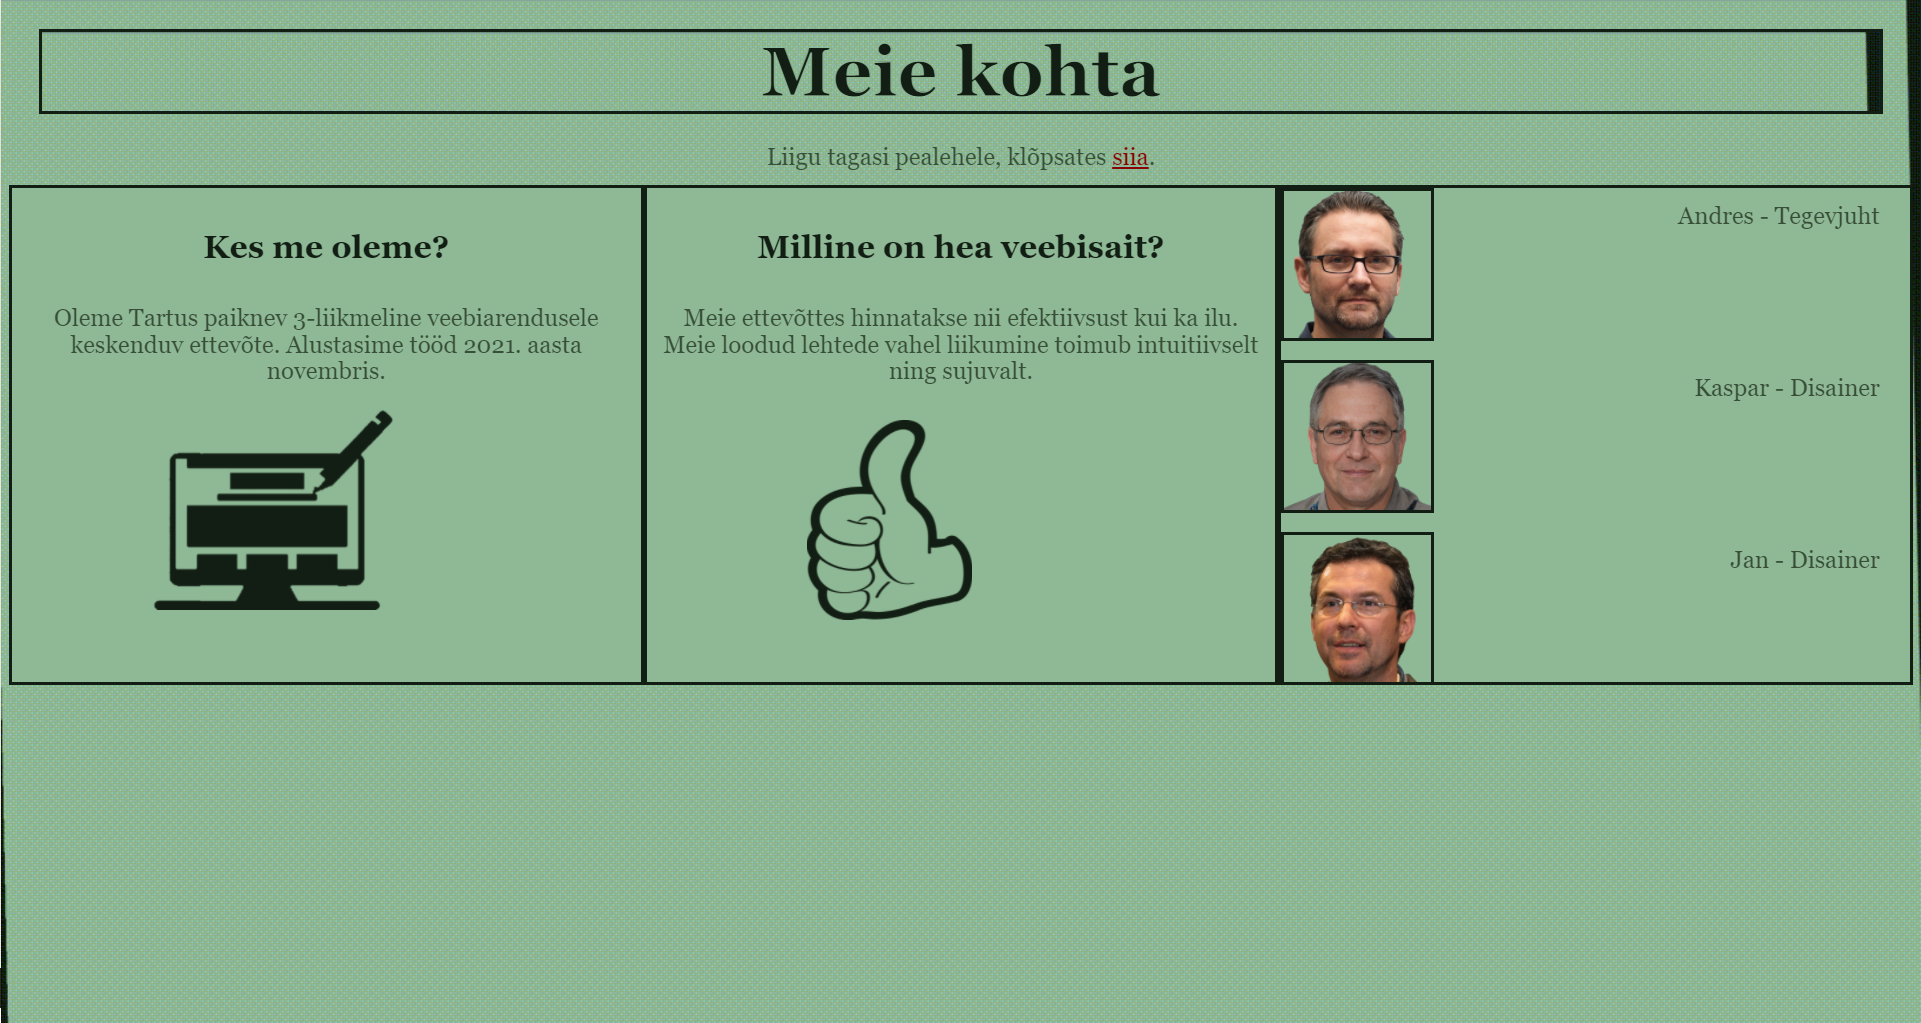 Meie kohta
Liigu tagasi pealehele, klõpsates siia.
Kes me oleme?
Oleme Tartus paiknev 3-liikmeline veebiarendusele
keskenduv ettevõte. Alustasime tööd 2021. aasta
novembris.
Milline on hea veebisait?
Meie ettevõttes hinnatakse nii efektiivsust kui ka ilu.
Meie loodud lehtede vahel liikumine toimub intuitiivselt
ning sujuvalt.
Andres - Tegevjuht
Kaspar - Disainer
Jan - Disainer